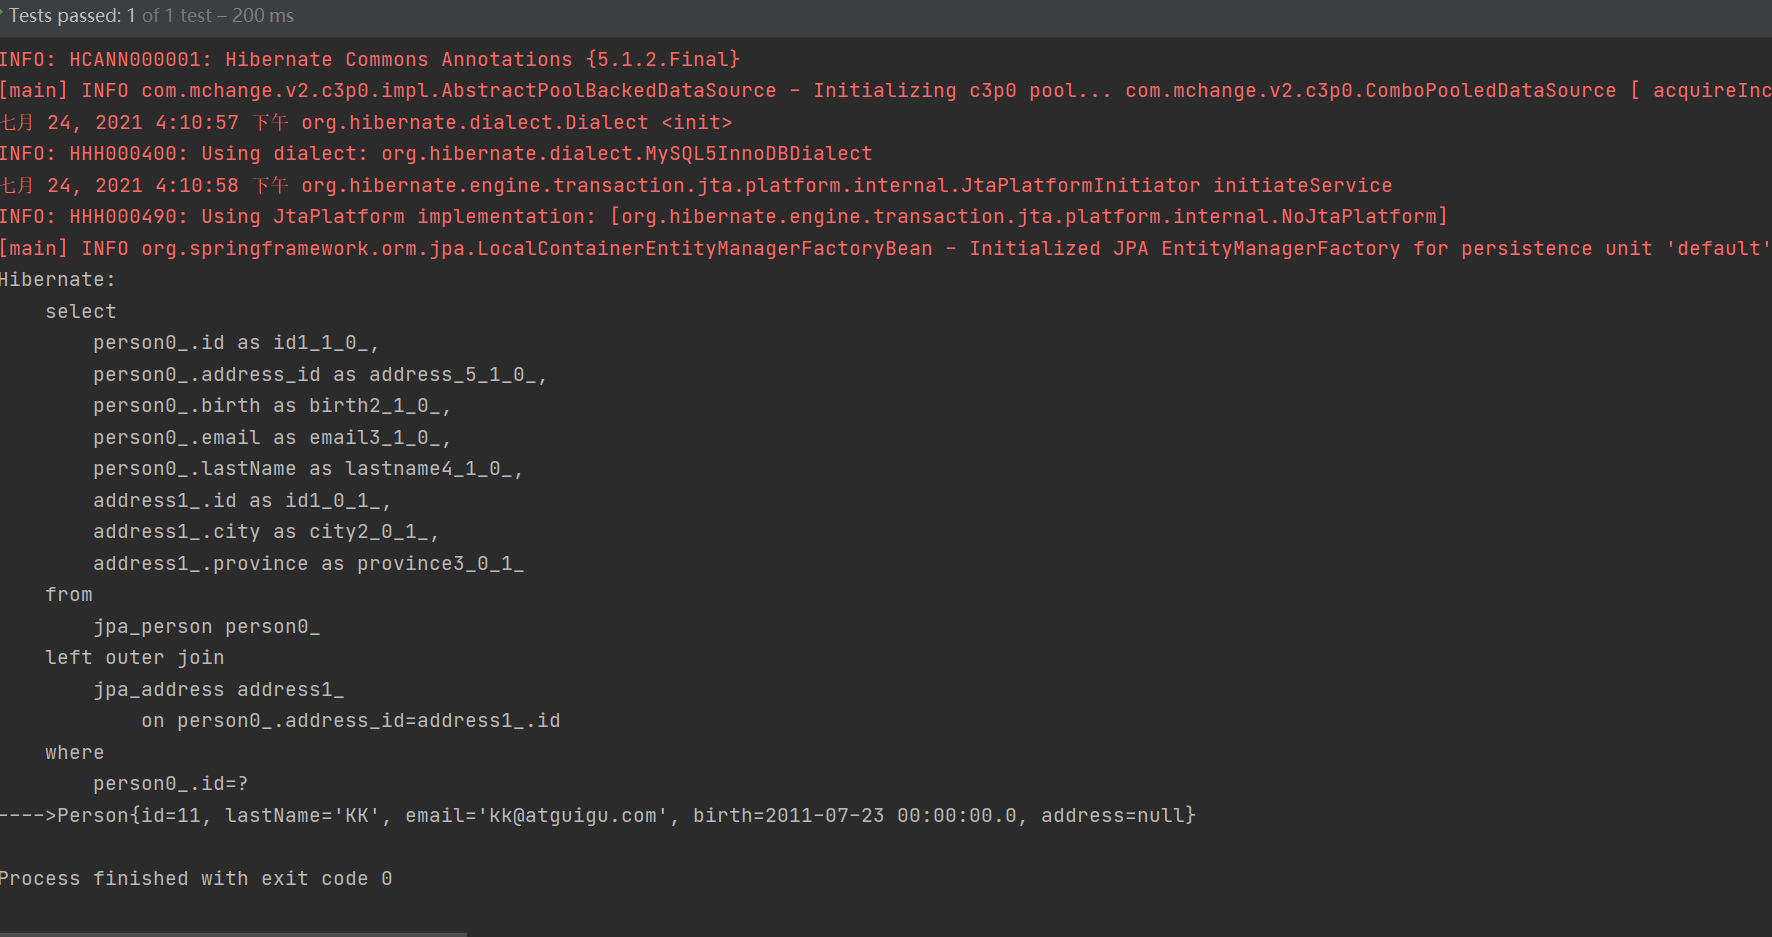 Tests passed: 1 of 1 test – 200 ms
INFO: HCANN000001: Hibernate Commons Annotations {5.1.2.Final}
[main] INFO com.mchange.v2.c3p0.impl.AbstractPoolBackedDataSource - Initializing c3p0 pool... com.mchange.v2.c3p0.ComboPooledDataSource [ acquireInc
七月 24, 2021 4:10:57 下午 org.hibernate.dialect.Dialect <init>
INFO: HHH000400: Using dialect: org.hibernate.dialect.MySQL5InnoDBDialect
七月 24, 2021 4:10:58 下午 org.hibernate.engine.transaction.jta.platform.internal.JtaPlatformInitiator initiateService
INFO: HHH000490: Using JtaPlatform implementation: [org.hibernate.engine.transaction.jta.platform.internal.NoJtaPlatform]
[main] INFO org.springframework.orm.jpa.LocalContainerEntityManagerFactoryBean - Initialized JPA EntityManagerFactory for persistence unit 'default'
Hibernate:
    select
        person0_.id as id1_1_0_,
        person0_.address_id as address_5_1_0_,
        person0_.birth as birth2_1_0_,
        person0_.email as email3_1_0_,
        person0_.lastName as lastname4_1_0_,
        address1_.id as id1_0_1_,
        address1_.city as city2_0_1_,
        address1_.province as province3_0_1_
    from
        jpa_person person0_
    left outer join
        jpa_address address1_
            on person0_.address_id=address1_.id
    where
        person0_.id=?
---->Person{id=11, lastName='KK', email='kk@atguigu.com', birth=2011-07-23 00:00:00.0, address=null}
Process finished with exit code 0